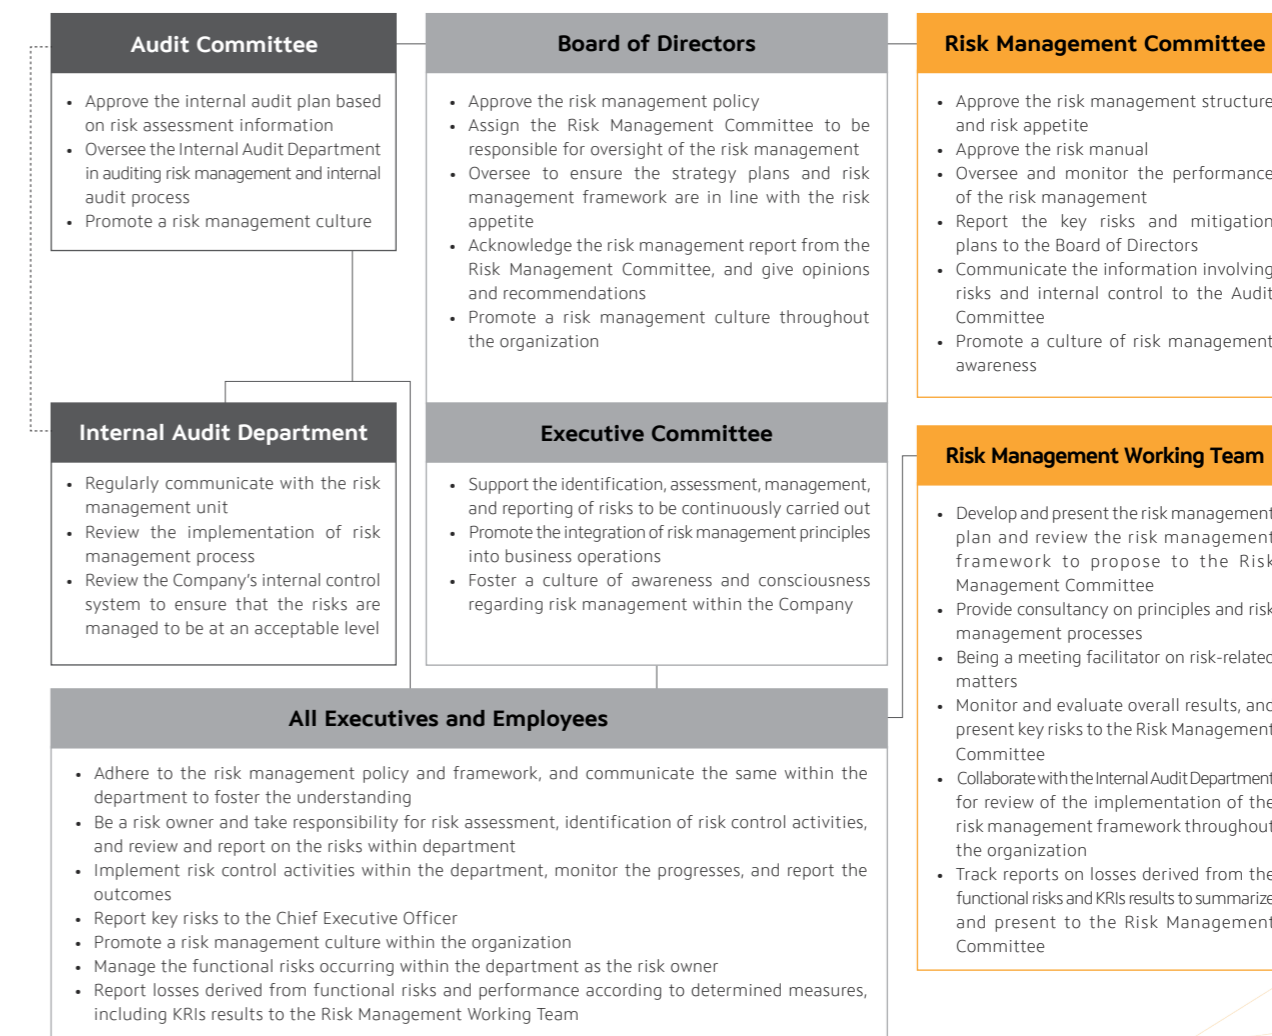 Audit Committee
• Approve the internal audit plan based
on risk assessment information
• Oversee the Internal Audit Department
in auditing risk management and internal
audit process
• Promote a risk management culture
Board of Directors
• Approve the risk management policy
• Assign the Risk Management Committee to be
responsible for oversight of the risk management
• Oversee to ensure the strategy plans and risk
management framework are in line with the risk
appetite
• Acknowledge the risk management report from the
Risk Management Committee, and give opinions
and recommendations
• Promote a risk management culture throughout
the organization
Risk Management Committee
• Approve the risk management structure
and risk appetite
• Approve the risk manual
• Oversee and monitor the performance
of the risk management
• Report the key risks and mitigation
plans to the Board of Directors
• Communicate the information involving
risks and internal control to the Audit
Committee
• Promote a culture of risk management
awareness
Internal Audit Department
• Regularly communicate with the risk
management unit
• Review the implementation of risk
management process
• Review the Company's internal control
system to ensure that the risks are
managed to be at an acceptable level
Executive Committee
• Support the identification, assessment, management,
and reporting of risks to be continuously carried out
• Promote the integration of risk management principles
into business operations
• Foster a culture of awareness and consciousness
regarding risk management within the Company
Risk Management Working Team
• Develop and present the risk management
plan and review the risk management
framework to propose to the Risk
Management Committee
• Provide consultancy on principles and risk
management processes
• Being a meeting facilitator on risk-related
matters
• Monitor and evaluate overall results, and
present key risks to the Risk Management
Committee
• Collaborate with the Internal Audit Department
for review of the implementation of the
risk management framework throughout
the organization
• Track reports on losses derived from the
functional risks and KRIs results to summarize
and present to the Risk Management
Committee
All Executives and Employees
• Adhere to the risk management policy and framework, and communicate the same within the
department to foster the understanding
• Be a risk owner and take responsibility for risk assessment, identification of risk control activities,
and review and report on the risks within department
• Implement risk control activities within the department, monitor the progresses, and report the
outcomes
• Report key risks to the Chief Executive Officer
• Promote a risk management culture within the organization
• Manage the functional risks occurring within the department as the risk owner
• Report losses derived from functional risks and performance according to determined measures,
including KRIs results to the Risk Management Working Team